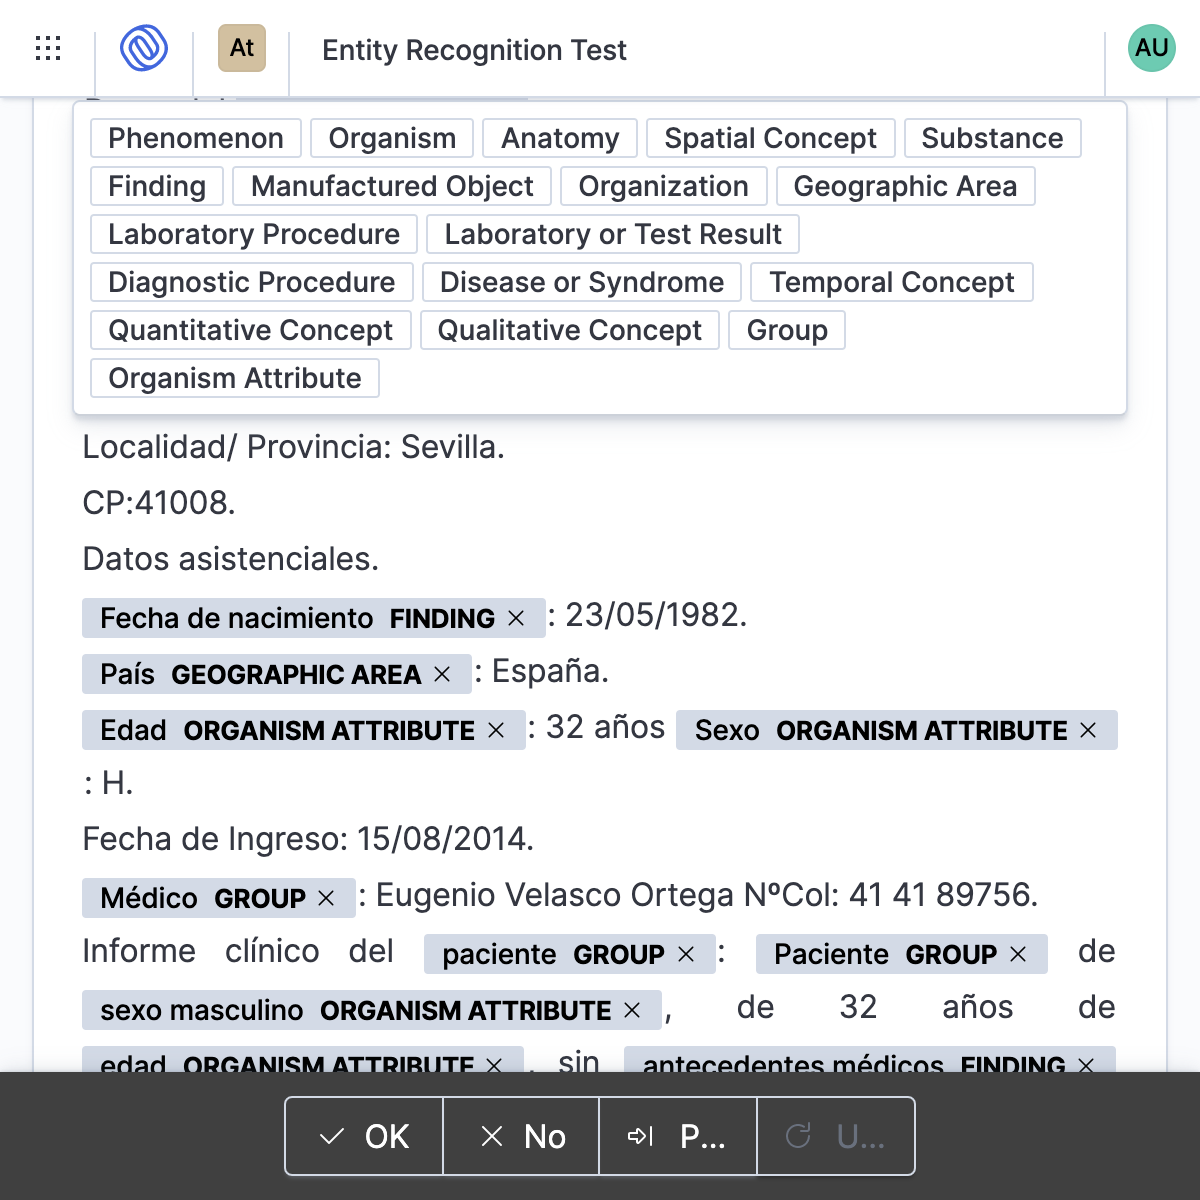 At Entity Recognition Test AU
Phenomenon Organism Anatomy Spatial Concept Substance
Finding Manufactured Object Organization Geographic Area
Laboratory Procedure Laboratory or Test Result
Diagnostic Procedure Disease or Syndrome Temporal Concept
Quantitative Concept Qualitative Concept Group
Organism Attribute
Localidad/ Provincia: Sevilla.
CP:41008.
Datos asistenciales.
Fecha de nacimiento FINDING × : 23/05/1982.
País GEOGRAPHIC AREA × : España.
Edad ORGANISM ATTRIBUTE × : 32 años Sexo ORGANISM ATTRIBUTE ×
: H.
Fecha de Ingreso: 15/08/2014.
Médico GROUP × : Eugenio Velasco Ortega NºCol: 41 41 89756.
Informe clínico del paciente GROUP × : Paciente GROUP × de
sexo masculino ORGANISM ATTRIBUTE × , de 32 años de
edad ORGANISM ATTRIBUTE × , sin antecedentes médicos FINDING ×
OK No P... U...